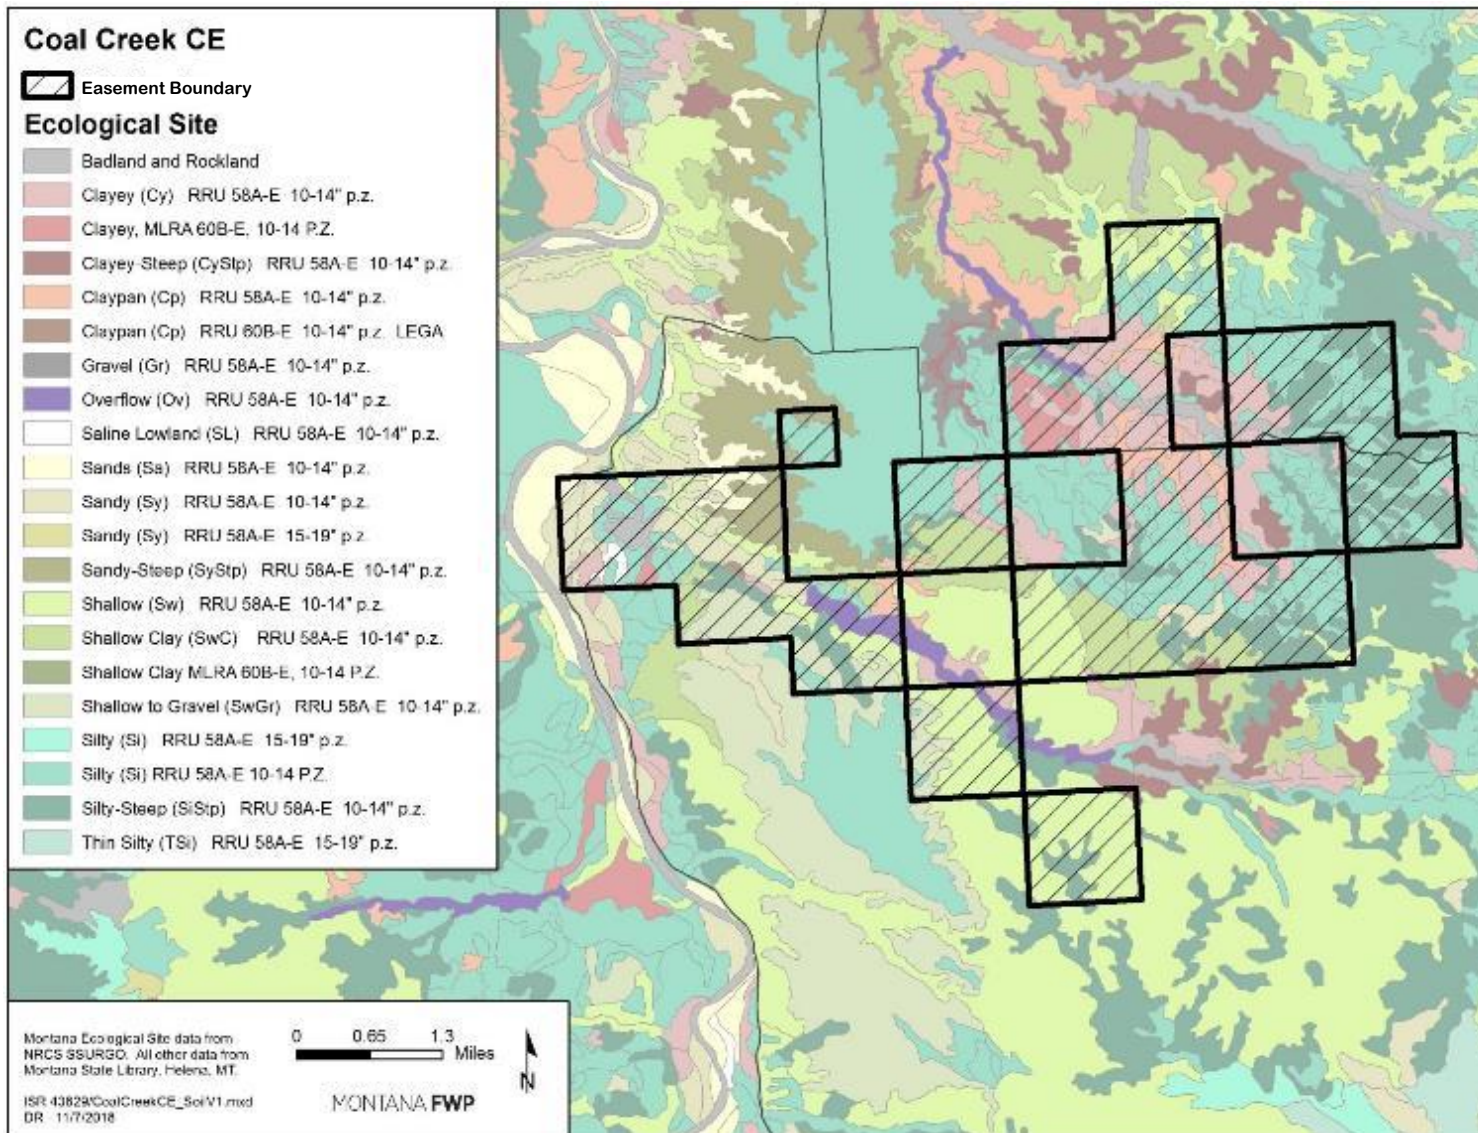 Coal Creek CE
Easement Boundary
Ecological Site
Badland and Rockland
Clayey (Cy) RRU 58A-E 10-14" p.z.
Clayey, MLRA 60B-E, 10-14 P.Z.
Clayey-Steep (CyStp) RRU 58A-E 10-14" p.z.
Claypan (Cp) RRU 58A-E 10-14" p.z.
Claypan (Cp) RRU 60B-E 10-14" p.z. LEGA
Gravel (Gr) RRU 58A-E 10-14" p.z.
Overflow (Ov) RRU 58A-E 10-14" p.z.
Saline Lowland (SL) RRU 58A-E 10-14" p.z.
Sands (Sa) RRU 58A-E 10-14" p.z.
Sandy (Sy) RRU 58A-E 10-14" p.z.
Sandy (Sy) RRU 58A-E 15-19" p.z.
Sandy-Steep (SyStp) RRU 58A-E 10-14" p.z.
Shallow (Sw) RRU 58A-E 10-14" p.z.
Shallow Clay (SwC) RRU 58A-E 10-14" p.z.
Shallow Clay MLRA 60B-E, 10-14 P.Z.
Shallow to Gravel (SwGr) RRU 58A-E 10-14" p.z.
Silty (Si) RRU 58A-E 15-19" p.z.
Silty (Si) RRU 58A-E 10-14 P.Z.
Silty-Steep (SiStp) RRU 58A-E 10-14" p.z.
Thin Silty (TSi) RRU 58A-E 15-19" p.z.
Montana Ecological Site data from
NRCS SSURGO. All other data from
Montana State Library, Helena, MT.
ISR 43829/CoalCreekCE_SoilV1.mxd
DR 11/7/2018
0 0.65 1.3
Miles
N
MONTANA FWP